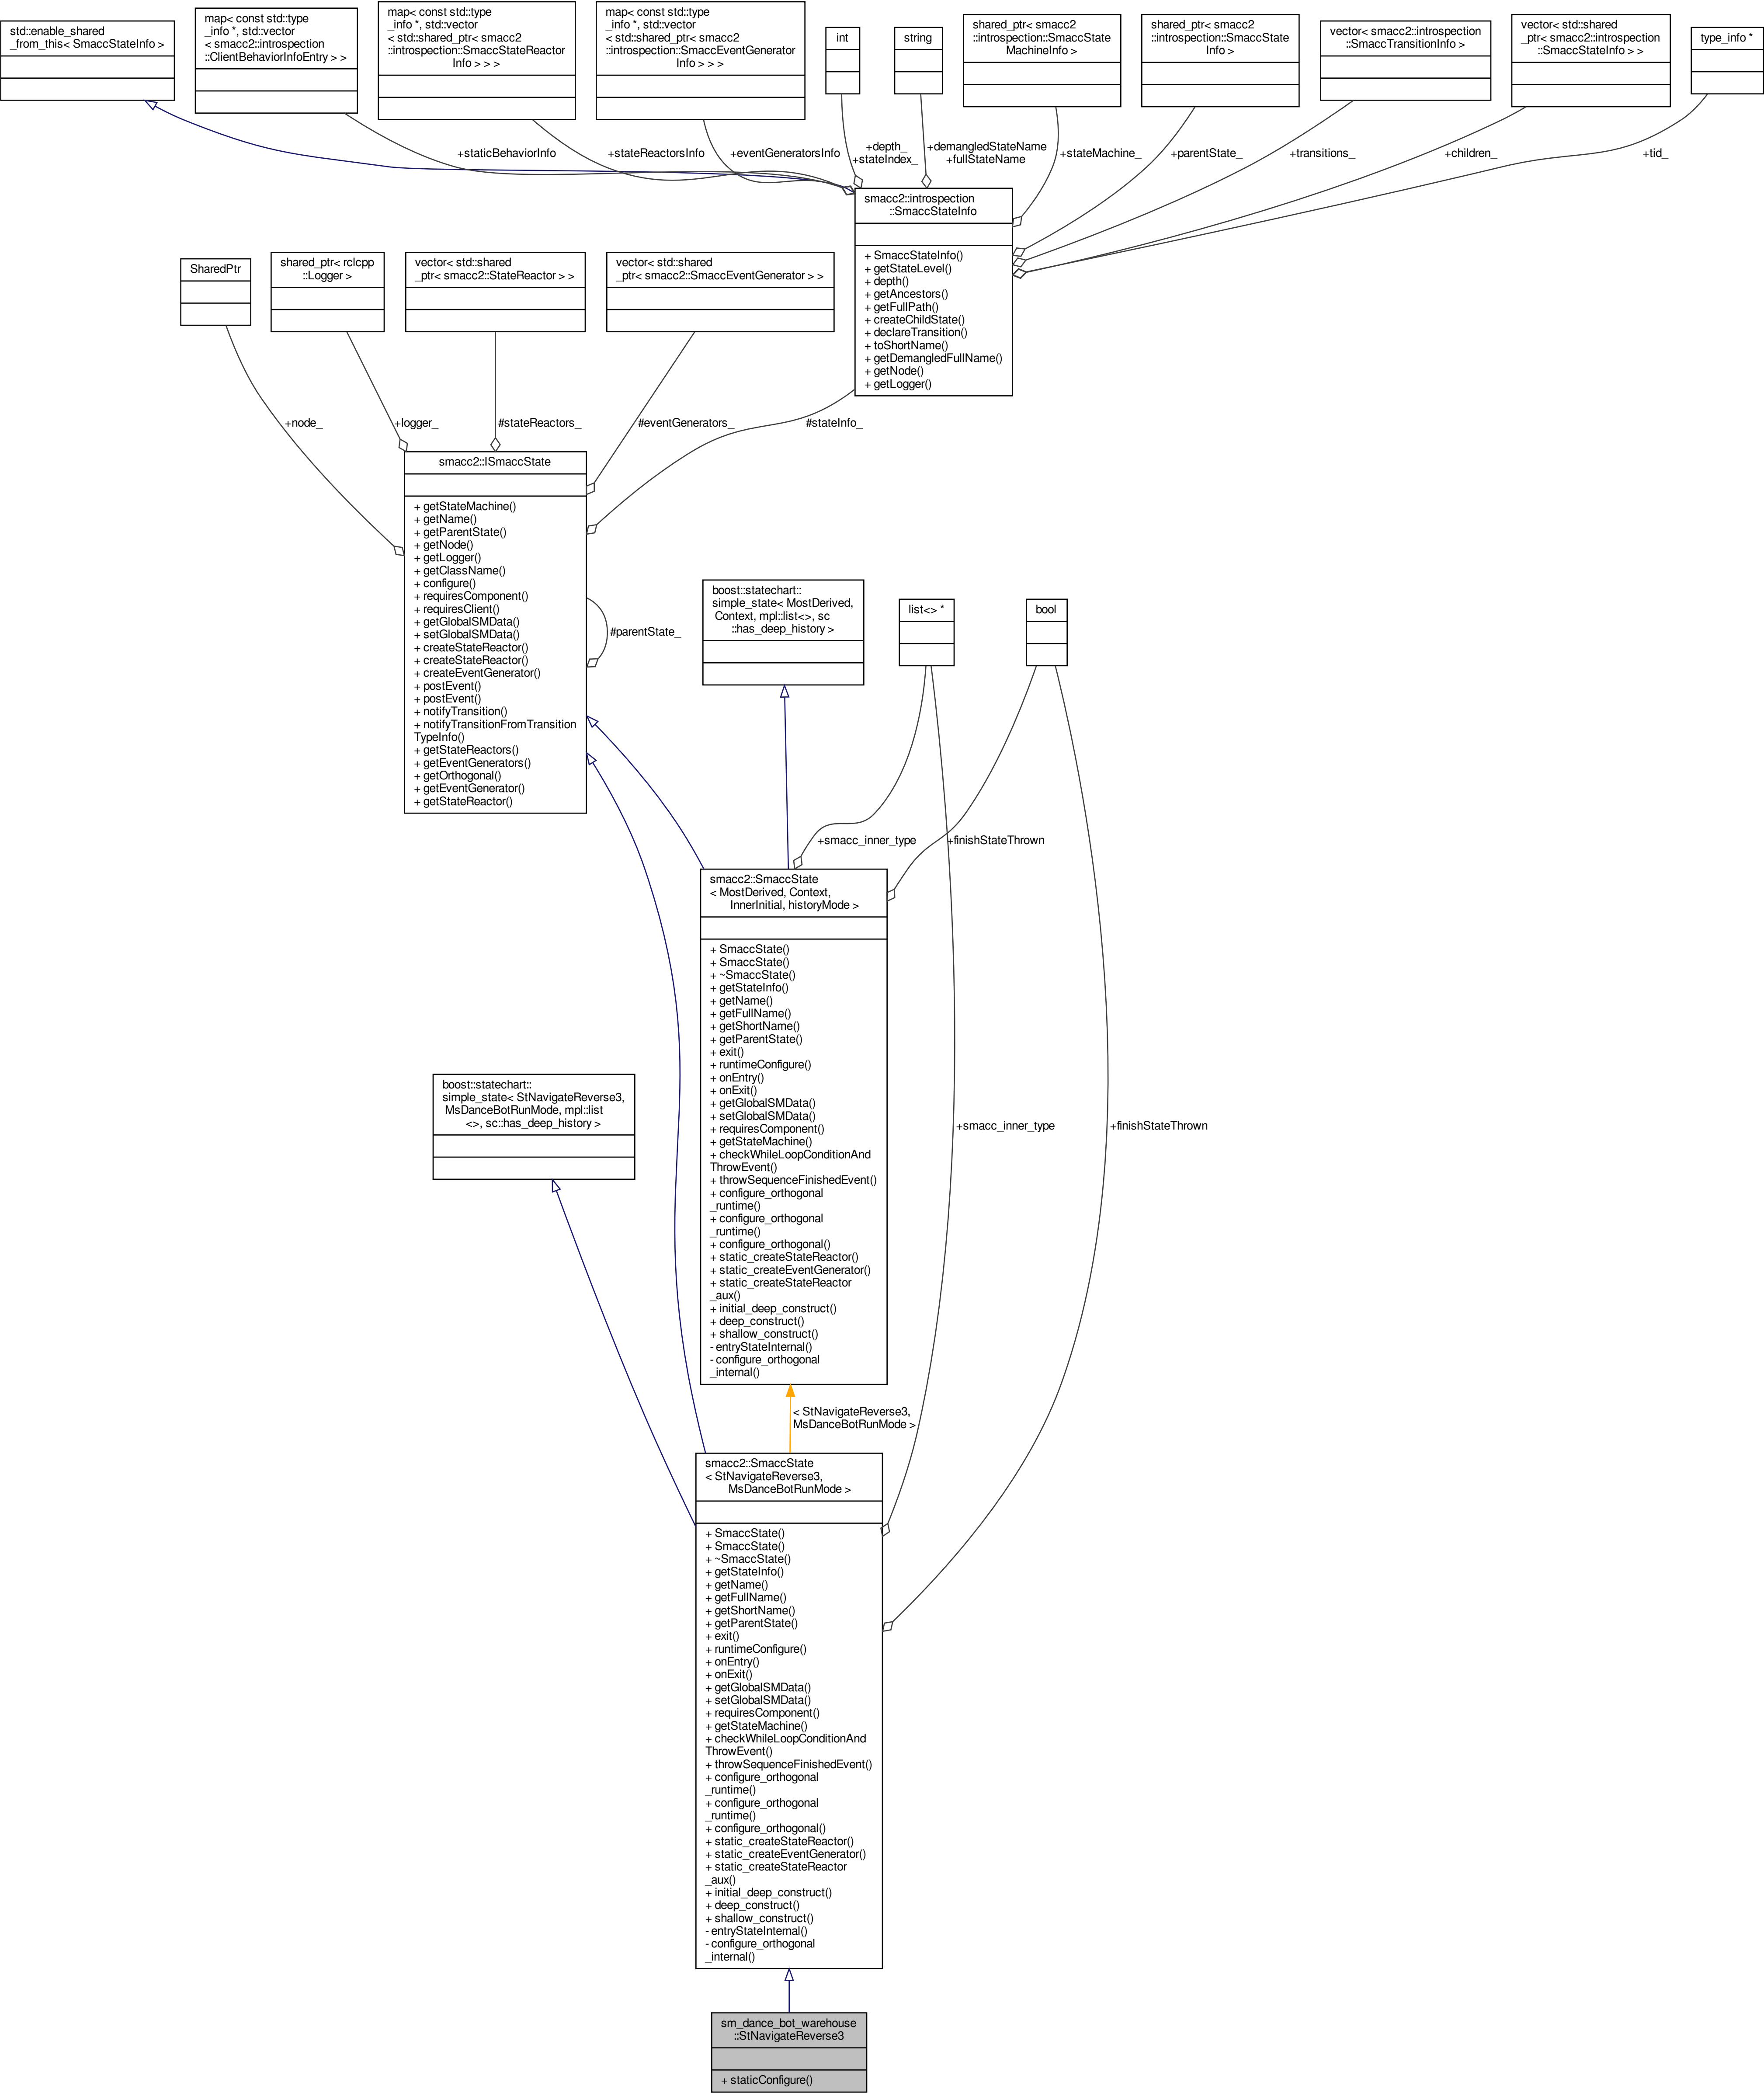 std::enable_shared
_from_this< SmaccStateInfo >
map< const std::type
_info *, std::vector
< smacc2::introspection
::ClientBehaviorInfoEntry > >
map< const std::type
_info *, std::vector
< std::shared_ptr< smacc2
::introspection::SmaccStateReactor
Info > > >
map< const std::type
_info *, std::vector
< std::shared_ptr< smacc2
::introspection::SmaccEventGenerator
Info > > >
int
string
shared_ptr< smacc2
::introspection::SmaccState
MachineInfo >
shared_ptr< smacc2
::introspection::SmaccState
Info >
vector< smacc2::introspection
::SmaccTransitionInfo >
vector< std::shared
_ptr< smacc2::introspection
::SmaccStateInfo > >
type_info *
+staticBehaviorInfo
+stateReactorsInfo
+eventGeneratorsInfo
+depth_
+stateIndex_
+demangledStateName
+fullStateName
+stateMachine_
+parentState_
+transitions_
+children_
+tid_
smacc2::introspection
::SmaccStateInfo
+ SmaccStateInfo()
+ getStateLevel()
+ depth()
+ getAncestors()
+ getFullPath()
+ createChildState()
+ declareTransition()
+ toShortName()
+ getDemangledFullName()
+ getNode()
+ getLogger()
SharedPtr
shared_ptr< rclcpp
::Logger >
vector< std::shared
_ptr< smacc2::StateReactor > >
vector< std::shared
_ptr< smacc2::SmaccEventGenerator > >
+node_
+logger_
#stateReactors_
#eventGenerators_
#stateInfo_
smacc2::ISmaccState
+ getStateMachine()
+ getName()
+ getParentState()
+ getNode()
+ getLogger()
+ getClassName()
+ configure()
+ requiresComponent()
+ requiresClient()
+ getGlobalSMData()
+ setGlobalSMData()
+ createStateReactor()
+ createStateReactor()
+ createEventGenerator()
+ postEvent()
+ postEvent()
+ notifyTransition()
+ notifyTransitionFromTransition
TypeInfo()
+ getStateReactors()
+ getEventGenerators()
+ getOrthogonal()
+ getEventGenerator()
+ getStateReactor()
#parentState_
boost::statechart::
simple_state< MostDerived,
Context, mpl::list<>, sc
::has_deep_history >
list<> *
bool
+smacc_inner_type
+finishStateThrown
smacc2::SmaccState
< MostDerived, Context,
InnerInitial, historyMode >
+ SmaccState()
+ SmaccState()
+ ~SmaccState()
+ getStateInfo()
+ getName()
+ getFullName()
+ getShortName()
+ getParentState()
+ exit()
+ runtimeConfigure()
+ onEntry()
+ onExit()
+ getGlobalSMData()
+ setGlobalSMData()
+ requiresComponent()
+ getStateMachine()
+ checkWhileLoopConditionAnd
ThrowEvent()
+ throwSequenceFinishedEvent()
+ configure_orthogonal
_runtime()
+ configure_orthogonal
_runtime()
+ configure_orthogonal()
+ static_createStateReactor()
+ static_createEventGenerator()
+ static_createStateReactor
_aux()
+ initial_deep_construct()
+ deep_construct()
+ shallow_construct()
- entryStateInternal()
- configure_orthogonal
_internal()
boost::statechart::
simple_state< StNavigateReverse3,
MsDanceBotRunMode, mpl::list
<>, sc::has_deep_history >
+smacc_inner_type
+finishStateThrown
< StNavigateReverse3,
MsDanceBotRunMode >
smacc2::SmaccState
< StNavigateReverse3,
MsDanceBotRunMode >
+ SmaccState()
+ SmaccState()
+ ~SmaccState()
+ getStateInfo()
+ getName()
+ getFullName()
+ getShortName()
+ getParentState()
+ exit()
+ runtimeConfigure()
+ onEntry()
+ onExit()
+ getGlobalSMData()
+ setGlobalSMData()
+ requiresComponent()
+ getStateMachine()
+ checkWhileLoopConditionAnd
ThrowEvent()
+ throwSequenceFinishedEvent()
+ configure_orthogonal
_runtime()
+ configure_orthogonal
_runtime()
+ configure_orthogonal()
+ static_createStateReactor()
+ static_createEventGenerator()
+ static_createStateReactor
_aux()
+ initial_deep_construct()
+ deep_construct()
+ shallow_construct()
- entryStateInternal()
- configure_orthogonal
_internal()
sm_dance_bot_warehouse
::StNavigateReverse3
+ staticConfigure()